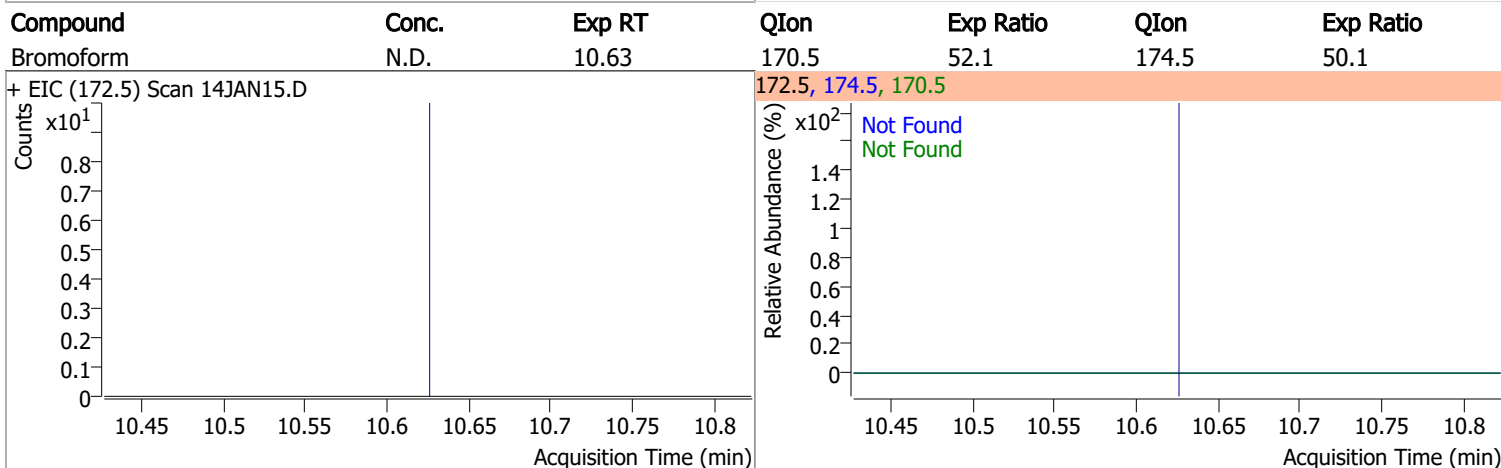 Compound Conc. Exp RT QIon Exp Ratio QIon Exp Ratio
Bromoform N.D. 10.63 170.5 52.1 174.5 50.1
+ EIC (172.5) Scan 14JAN15.D
Counts
x10¹
0.8
0.7
0.6
0.5
0.4
0.3
0.2
0.1
0
10.45 10.5 10.55 10.6 10.65 10.7 10.75 10.8
Acquisition Time (min)
172.5, 174.5, 170.5
Relative Abundance (%)
x10²
Not Found
Not Found
1.4
1.2
1
0.8
0.6
0.4
0.2
0
10.45 10.5 10.55 10.6 10.65 10.7 10.75 10.8
Acquisition Time (min)